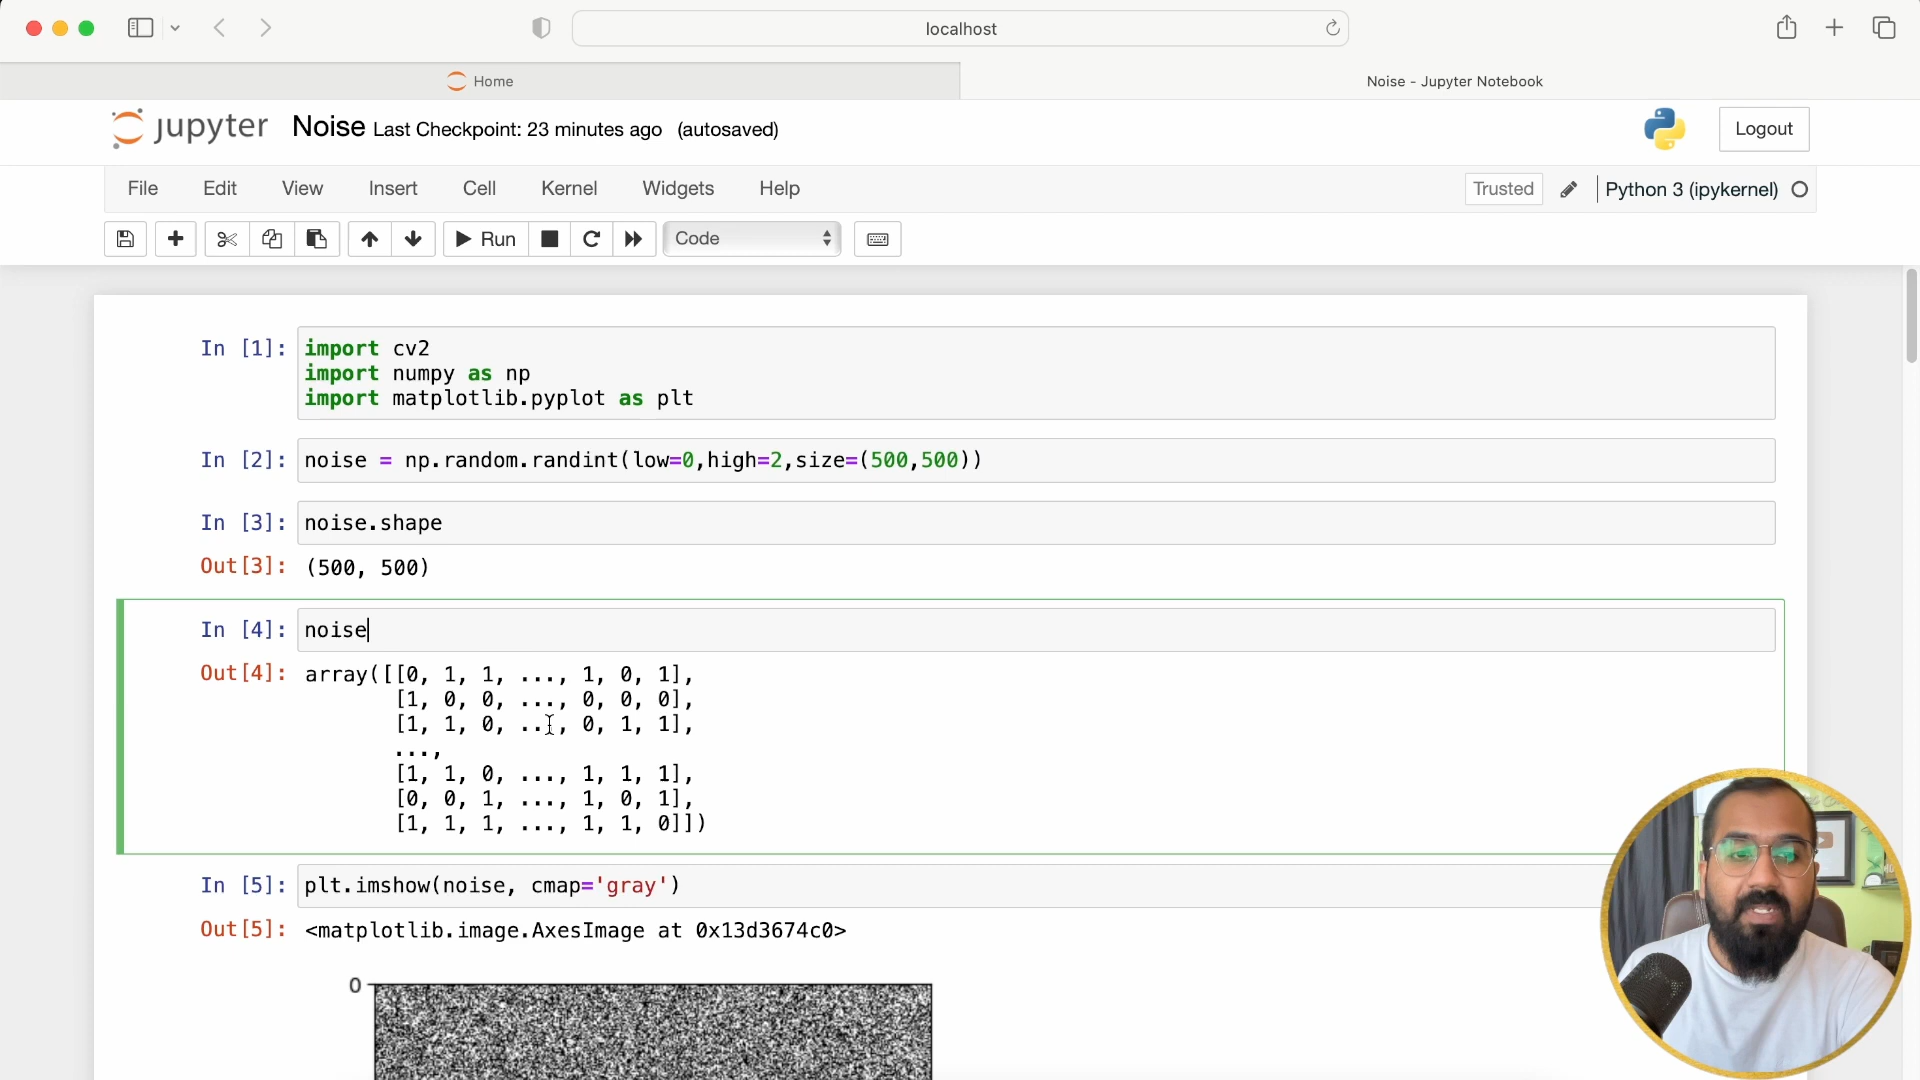 localhost
Home
Noise - Jupyter Notebook
jupyter Noise Last Checkpoint: 23 minutes ago (autosaved)
Logout
File Edit View Insert Cell Kernel Widgets Help
Trusted Python 3 (ipykernel)
Run Code
In [1]: import cv2
import numpy as np
import matplotlib.pyplot as plt
In [2]: noise = np.random.randint(low=0,high=2,size=(500,500))
In [3]: noise.shape
Out[3]: (500, 500)
In [4]: noise
Out[4]: array([[0, 1, 1, ..., 1, 0, 1],
[1, 0, 0, ..., 0, 0, 0],
[1, 1, 0, ..., 0, 1, 1],
...,
[1, 1, 0, ..., 1, 1, 1],
[0, 0, 1, ..., 1, 0, 1],
[1, 1, 1, ..., 1, 1, 0]])
In [5]: plt.imshow(noise, cmap='gray')
Out[5]: <matplotlib.image.AxesImage at 0x13d3674c0>
0